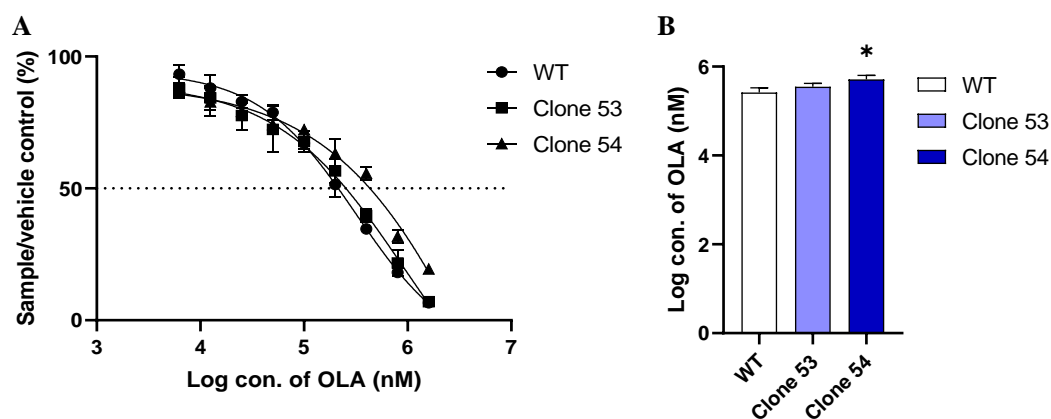 A
Sample/vehicle control (%)
100
50
0
3 4 5 6 7
Log con. of OLA (nM)
WT
Clone 53
Clone 54
B
Log con. of OLA (nM)
6
4
2
0
*
WT
Clone 53
Clone 54
WT
Clone 53
Clone 54